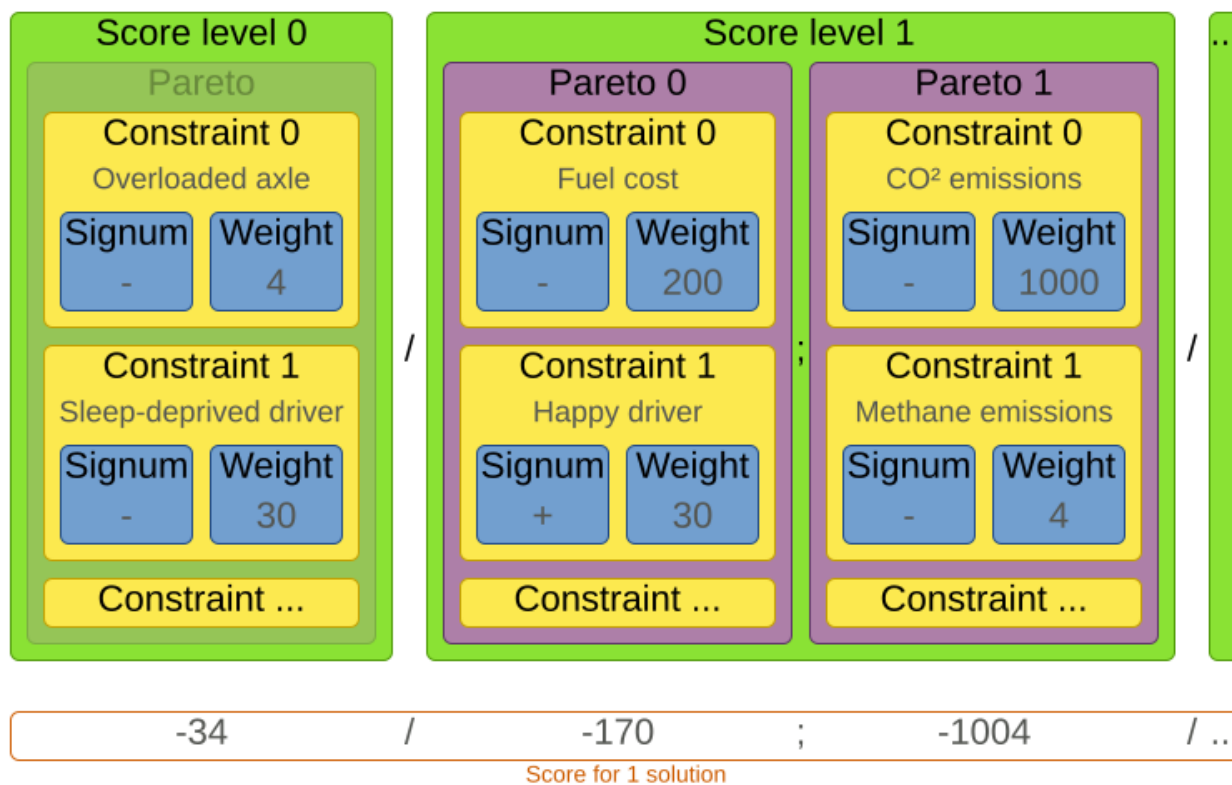 Score level 0
Pareto
Constraint 0
Overloaded axle
Signum Weight
- 4
Constraint 1
Sleep-deprived driver
Signum Weight
- 30
Constraint ...
/
Score level 1
Pareto 0
Constraint 0
Fuel cost
Signum Weight
- 200
Constraint 1
Happy driver
Signum Weight
+ 30
Constraint ...
;
Pareto 1
Constraint 0
CO² emissions
Signum Weight
- 1000
Constraint 1
Methane emissions
Signum Weight
- 4
Constraint ...
/
..
-34 / -170 ; -1004 / ..
Score for 1 solution